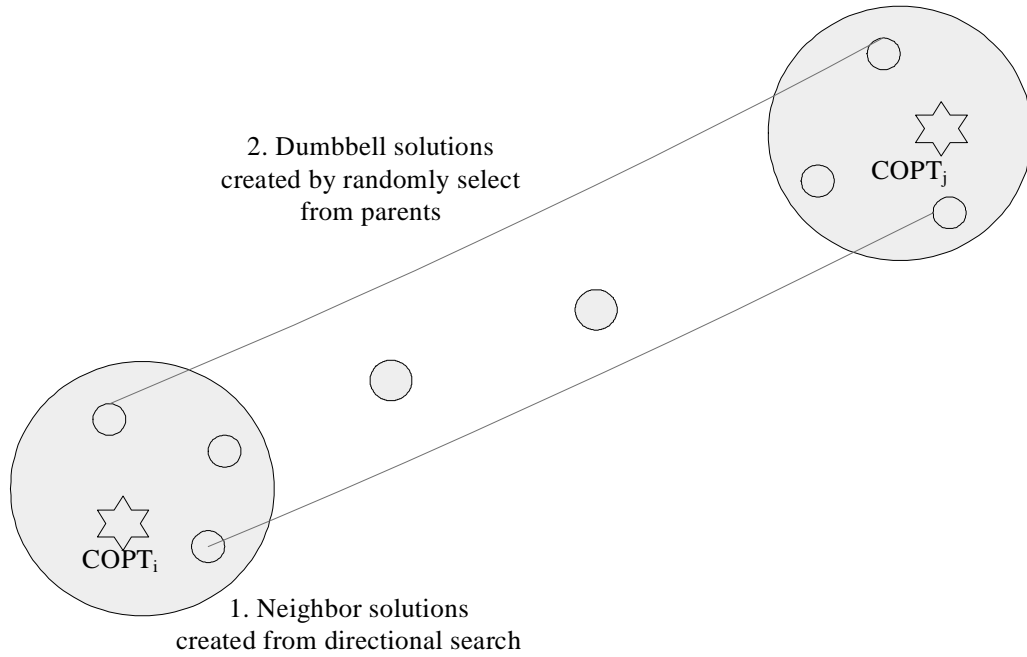 2. Dumbbell solutions
created by randomly select
from parents
COPTj
COPTi
1. Neighbor solutions
created from directional search